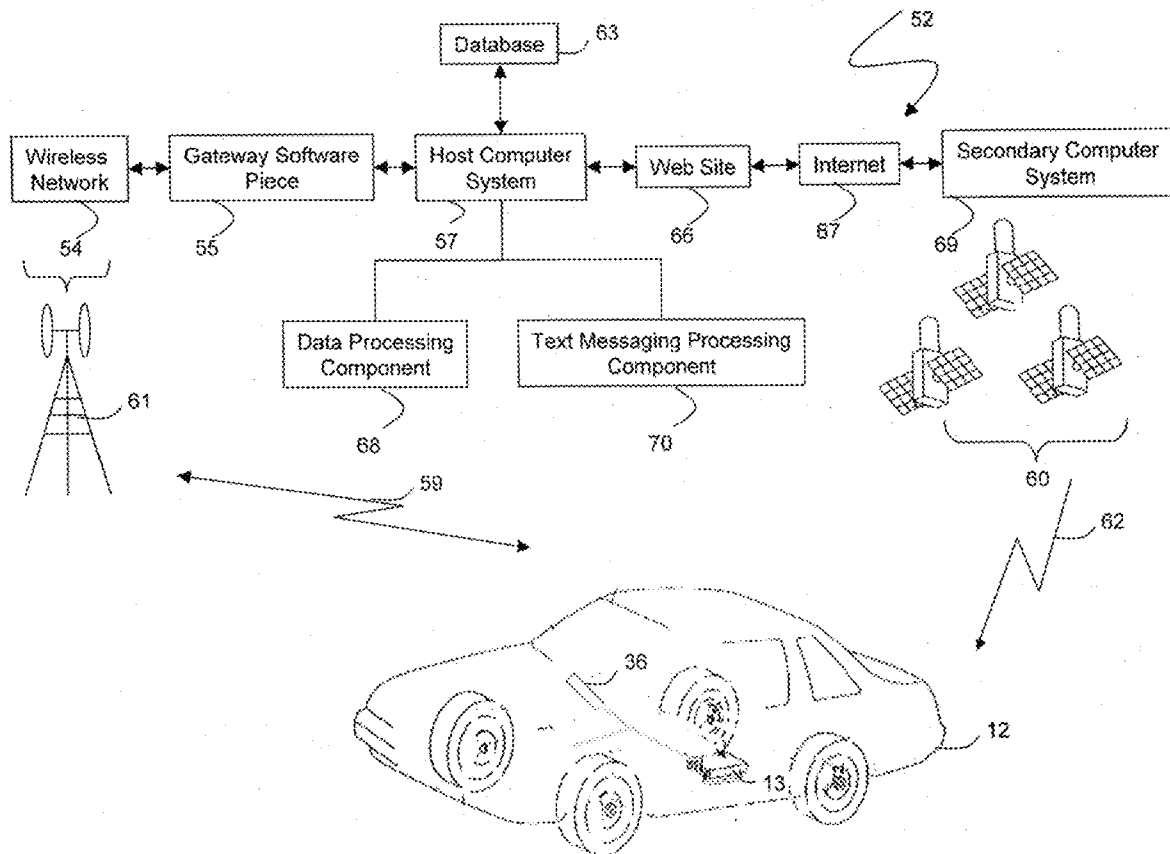 Database
63
52
Wireless
Network
Gateway Software
Piece
Host Computer
System
Web Site
Internet
Secondary Computer
System
54
55
57
66
67
69
Data Processing
Component
Text Messaging Processing
Component
61
68
70
60
59
62
36
12
13